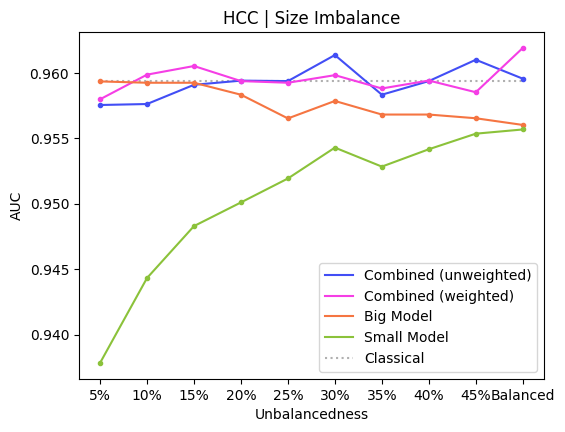 HCC | Size Imbalance
AUC
0.960
0.955
0.950
0.945
0.940
Combined (unweighted)
Combined (weighted)
Big Model
Small Model
Classical
5% 10% 15% 20% 25% 30% 35% 40% 45% Balanced
Unbalancedness